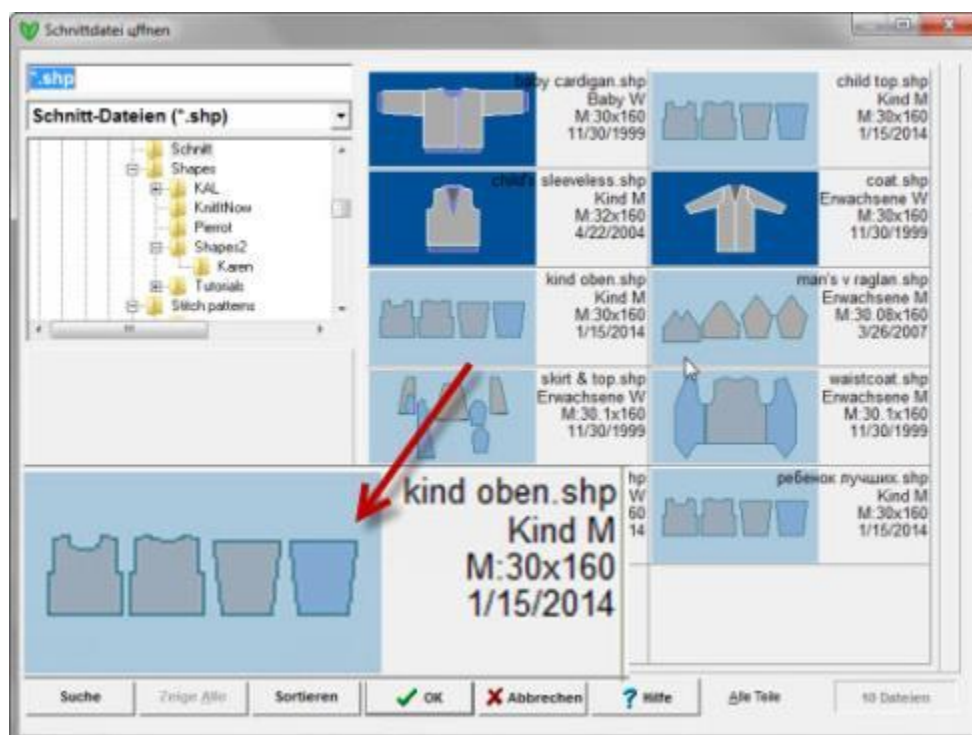 Schnittdatei цffnen
*.shp
Schnitt-Dateien (*.shp)
Schnitt
Shapes
KAL
KnitItNow
Pierrot
Shapes2
Karen
Tutorials
Stitch patterns
baby cardigan.shp
Baby W
M:30x160
11/30/1999
child top.shp
Kind M
M:30x160
1/15/2014
child's sleeveless.shp
Kind M
M:32x160
4/22/2004
coat.shp
Erwachsene W
M:30x160
11/30/1999
kind oben.shp
Kind M
M:30x160
1/15/2014
man's v raglan.shp
Erwachsene M
M:30.08x160
3/26/2007
skirt & top.shp
Erwachsene W
M:30.1x160
11/30/1999
waistcoat.shp
Erwachsene M
M:30.1x160
11/30/1999
kind oben.shp
Kind M
M:30x160
1/15/2014
hp
W
60
14
ребенок лучших.shp
Kind M
M:30x160
1/15/2014
Suche
Zeige Alle
Sortieren
OK
Abbrechen
? Hilfe
Alle Teile
10 Dateien